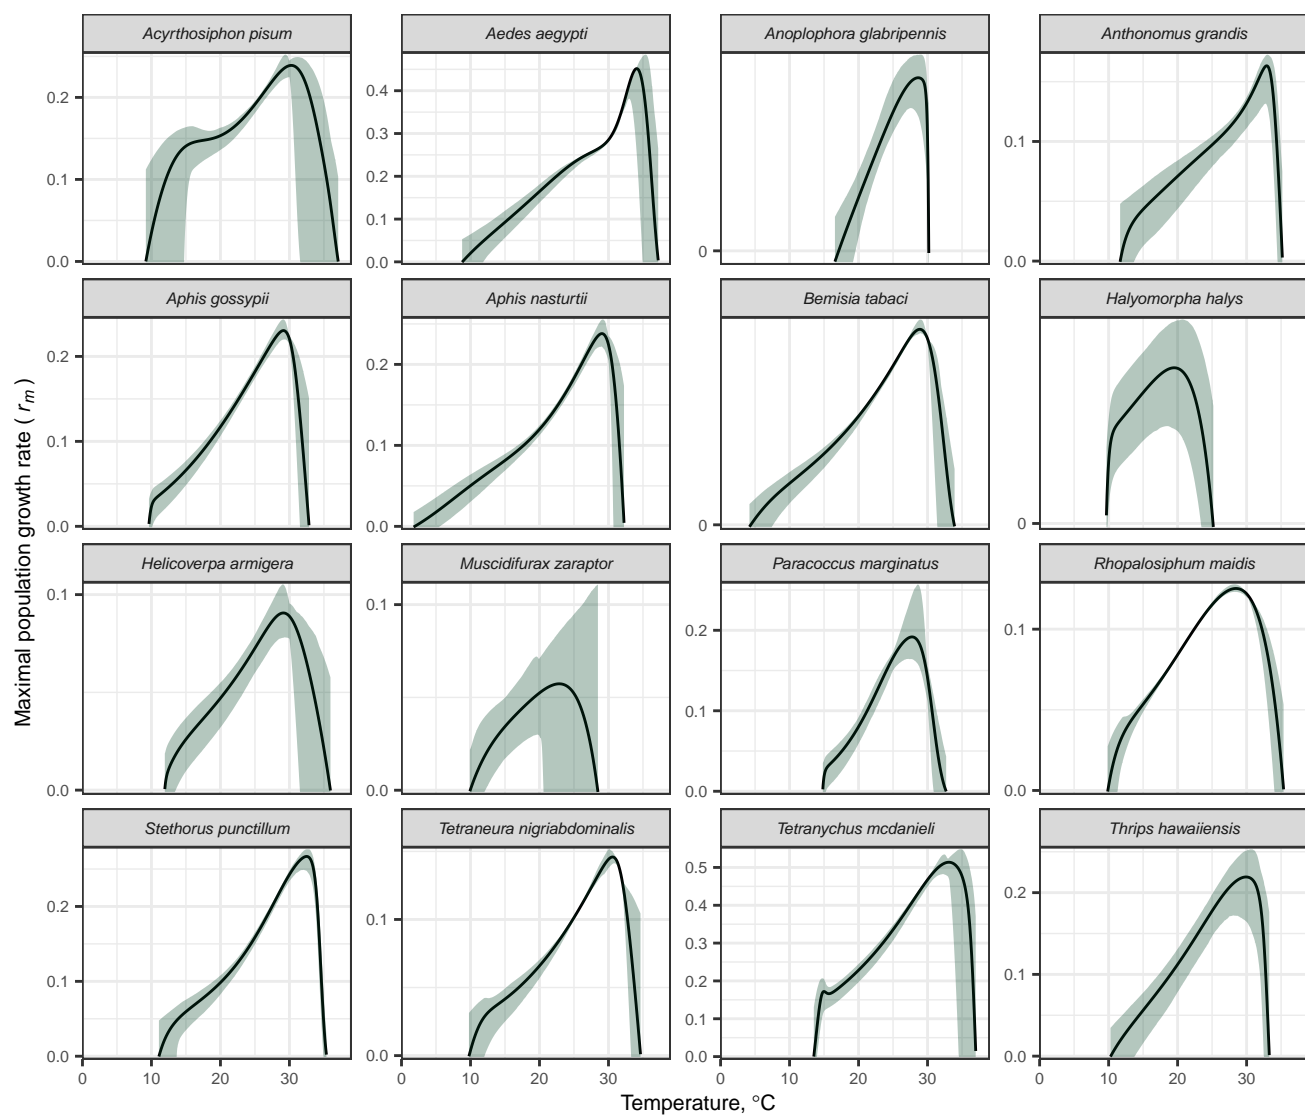 Acyrthosiphon pisum
Aedes aegypti
Anoplophora glabripennis
Anthonomus grandis
0.2
0.1
0.0
0.4
0.3
0.2
0.1
0.0
0
0.1
0.0
Aphis gossypii
Aphis nasturtii
Bemisia tabaci
Halyomorpha halys
0.2
0.1
0.0
0.2
0.1
0.0
0
0
Helicoverpa armigera
Muscidifurax zaraptor
Paracoccus marginatus
Rhopalosiphum maidis
0.1
0.0
0.1
0.0
0.2
0.1
0.0
0.1
0.0
Stethorus punctillum
Tetraneura nigriabdominalis
Tetranychus mcdanieli
Thrips hawaiiensis
0.2
0.1
0.0
0.1
0.0
0.5
0.4
0.3
0.2
0.1
0.0
0.2
0.1
0.0
0 10 20 30
0 10 20 30
0 10 20 30
0 10 20 30
Temperature, °C
Maximal population growth rate ( rm )